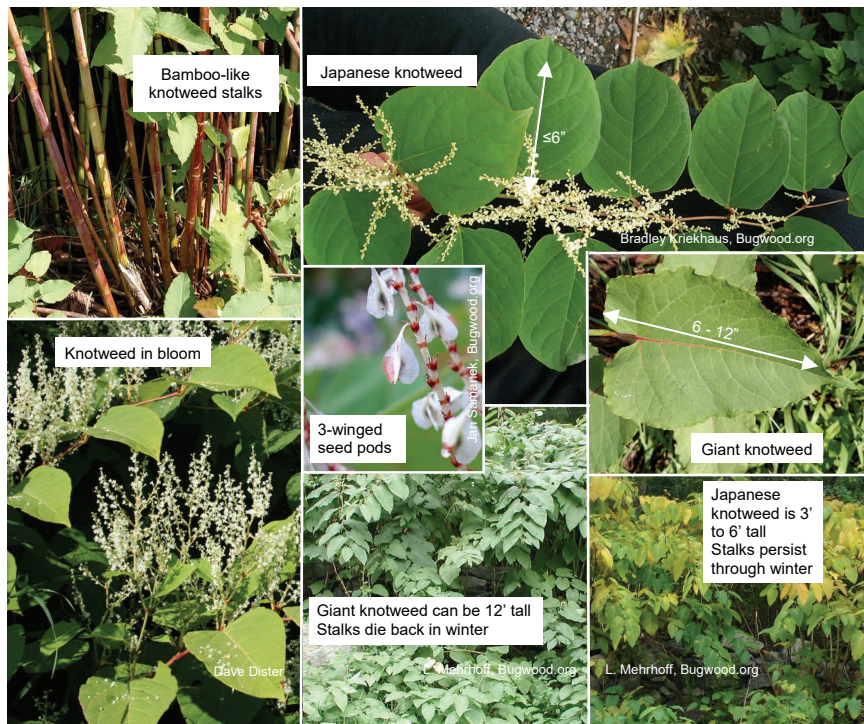 Bamboo-like
knotweed stalks
Japanese knotweed
≤6”
Bradley Kriekhaus, Bugwood.org
Knotweed in bloom
Dave Dister
Jan Samanek, Bugwood.org
3-winged
seed pods
6 - 12”
Giant knotweed
Giant knotweed can be 12’ tall
Stalks die back in winter
L. Mehrhoff, Bugwood.org
Japanese
knotweed is 3’
to 6’ tall
Stalks persist
through winter
L. Mehrhoff, Bugwood.org